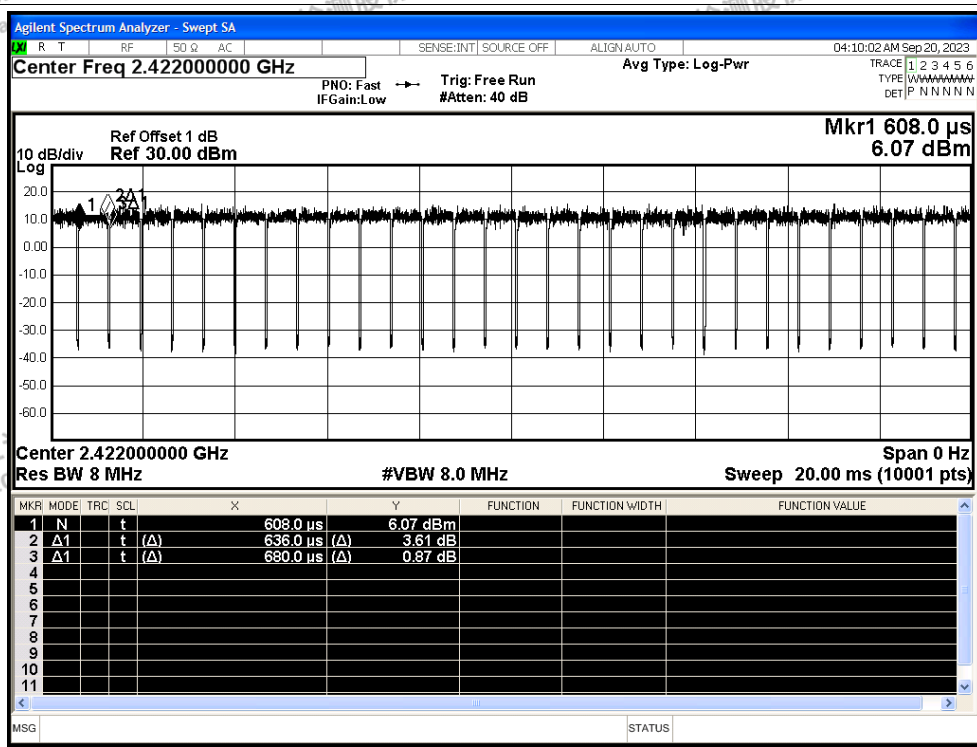 Agilent Spectrum Analyzer - Swept SA
LXI R T RF 50 Ω AC SENSE:INT SOURCE OFF ALIGN AUTO 04:10:02 AM Sep 20, 2023
Center Freq 2.422000000 GHz
PNO: Fast
IFGain:Low
Trig: Free Run
#Atten: 40 dB
Avg Type: Log-Pwr
TRACE 1 2 3 4 5 6
TYPE
DET P N N N N N
Mkr1 608.0 µs
6.07 dBm
Ref Offset 1 dB
10 dB/div Ref 30.00 dBm
Log
20.0
10.0
0.00
-10.0
-20.0
-30.0
-40.0
-50.0
-60.0
1
3Δ1
Center 2.422000000 GHz Span 0 Hz
Res BW 8 MHz #VBW 8.0 MHz Sweep 20.00 ms (10001 pts)
MKR MODE TRC SCL X Y FUNCTION FUNCTION WIDTH FUNCTION VALUE
1 N t 608.0 µs 6.07 dBm
2 Δ1 t (Δ) 636.0 µs (Δ) 3.61 dB
3 Δ1 t (Δ) 680.0 µs (Δ) 0.87 dB
4
5
6
7
8
9
10
11
MSG STATUS